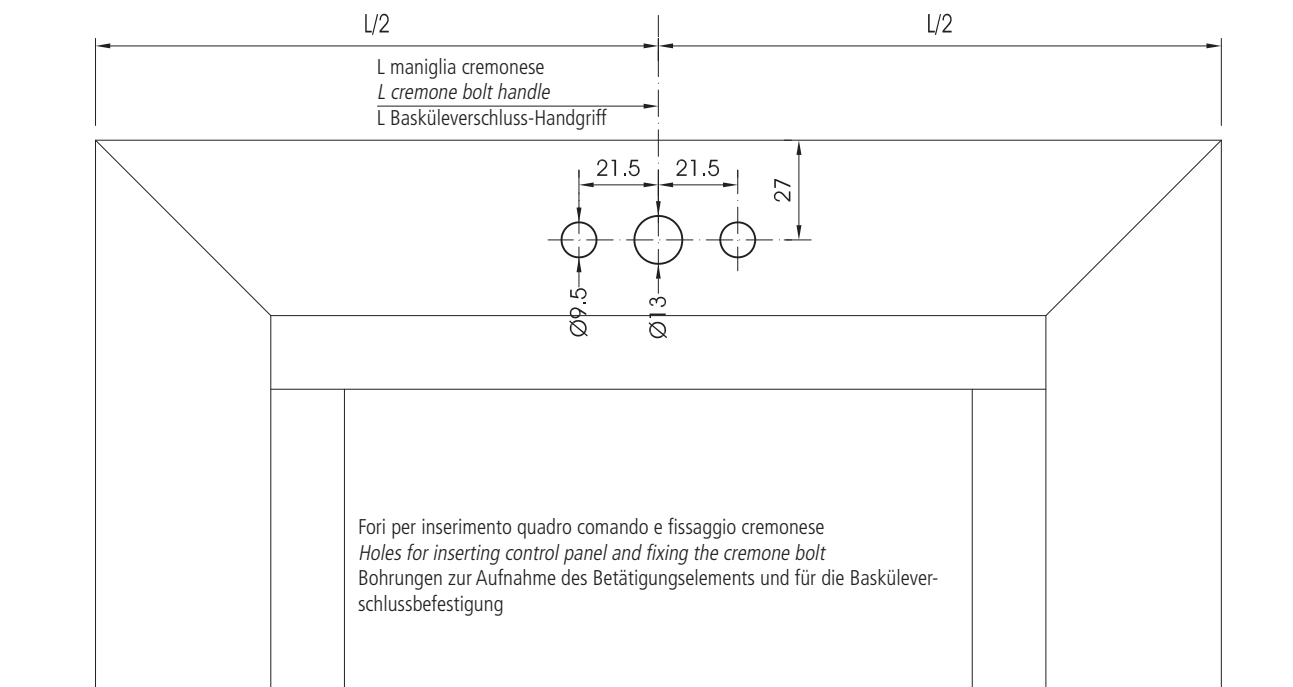 L/2
L/2
L maniglia cremonese
L cremone bolt handle
L Basküleverschluss-Handgriff
21.5
21.5
27
Ø9.5
Ø13
Fori per inserimento quadro comando e fissaggio cremonese
Holes for inserting control panel and fixing the cremone bolt
Bohrungen zur Aufnahme des Betätigungselements und für die Baskülever-
schlussbefestigung